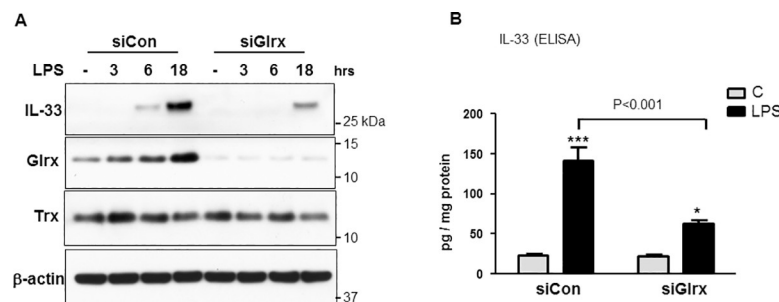 A
siCon siGlrx
LPS - 3 6 18 - 3 6 18 hrs
IL-33
25 kDa
Glrx
15
10
Trx
10
β-actin
37
B
IL-33 (ELISA)
C
LPS
P<0.001
pg / mg protein
200
150
100
50
0
***
*
siCon siGlrx